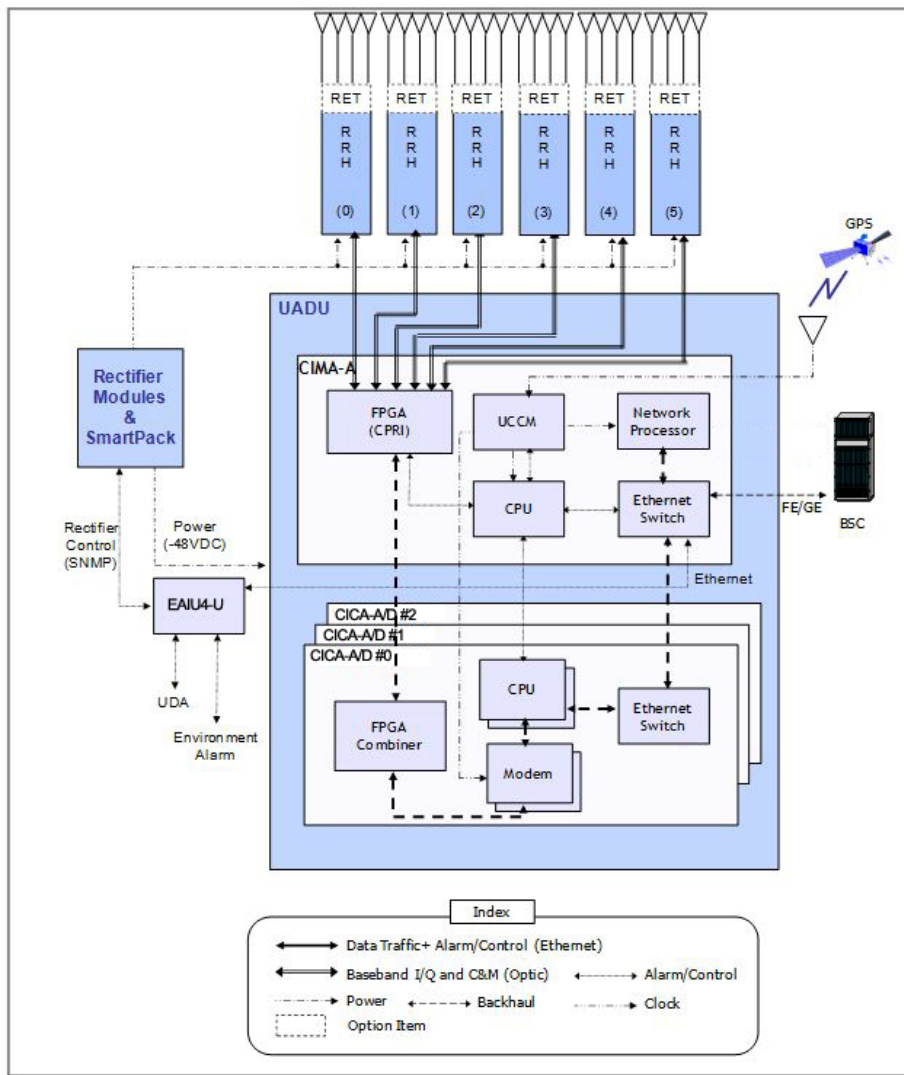 RET RET RET RET RET RET
R R R R R R
R R R R R R
H H H H H H
(0) (1) (2) (3) (4) (5)
GPS
UADU
CIMA-A
Rectifier
Modules
&
SmartPack
FPGA
(CPRI)
UCCM
Network
Processor
CPU
Ethernet
Switch
FE/GE
BSC
Rectifier
Control
(SNMP)
Power
(-48VDC)
Ethernet
EAIU4-U
CICA-A/D #2
CICA-A/D #1
CICA-A/D #0
UDA
Environment
Alarm
CPU
FPGA
Combiner
Ethernet
Switch
Modem
Index
Data Traffic+ Alarm/Control (Ethernet)
Baseband I/Q and C&M (Optic)
Alarm/Control
Power
Backhaul
Clock
Option Item